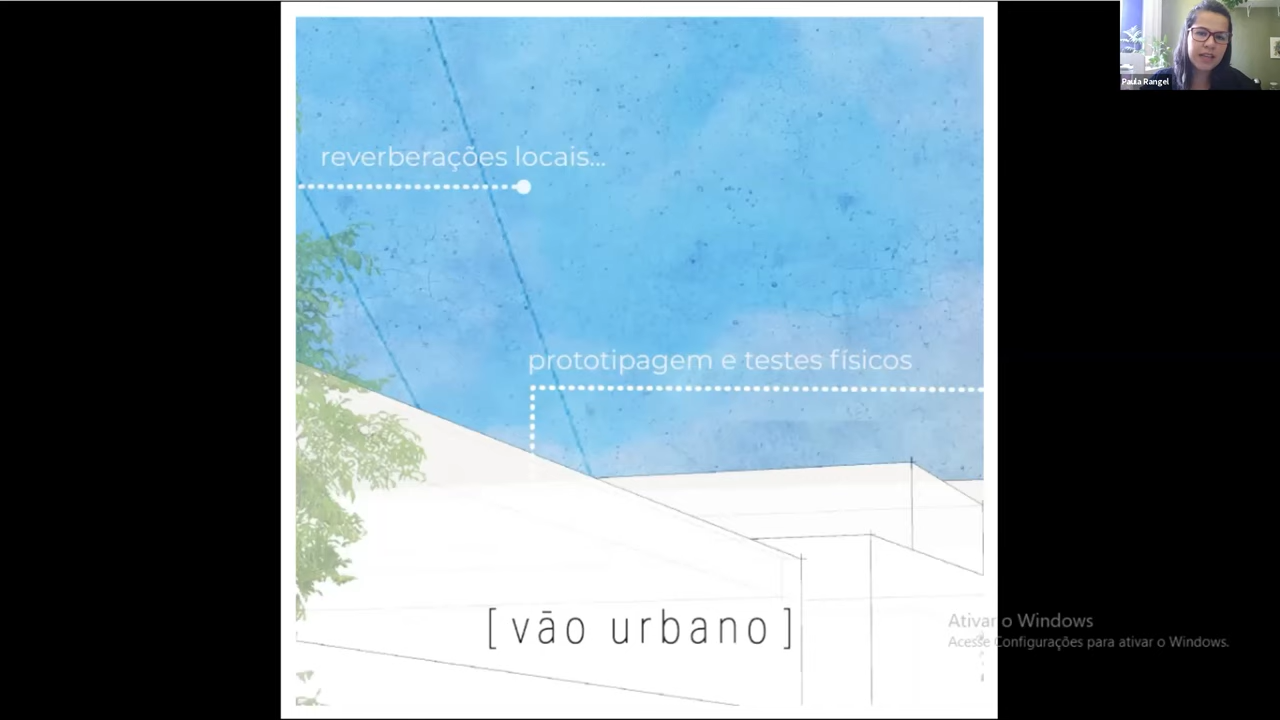 Paula Rangel
reverberações locais...
prototipagem e testes físicos
[vão urbano]
Ativar o Windows
Acesse Configurações para ativar o Windows.